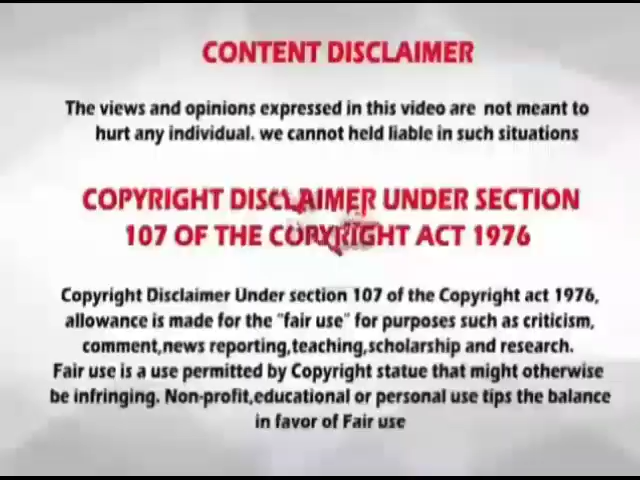 CONTENT DISCLAIMER
The views and opinions expressed in this video are not meant to
hurt any individual. we cannot held liable in such situations
COPYRIGHT DISCLAIMER UNDER SECTION
107 OF THE COPYRIGHT ACT 1976
Copyright Disclaimer Under section 107 of the Copyright act 1976,
allowance is made for the "fair use" for purposes such as criticism,
comment,news reporting,teaching,scholarship and research.
Fair use is a use permitted by Copyright statue that might otherwise
be infringing. Non-profit,educational or personal use tips the balance
in favor of Fair use